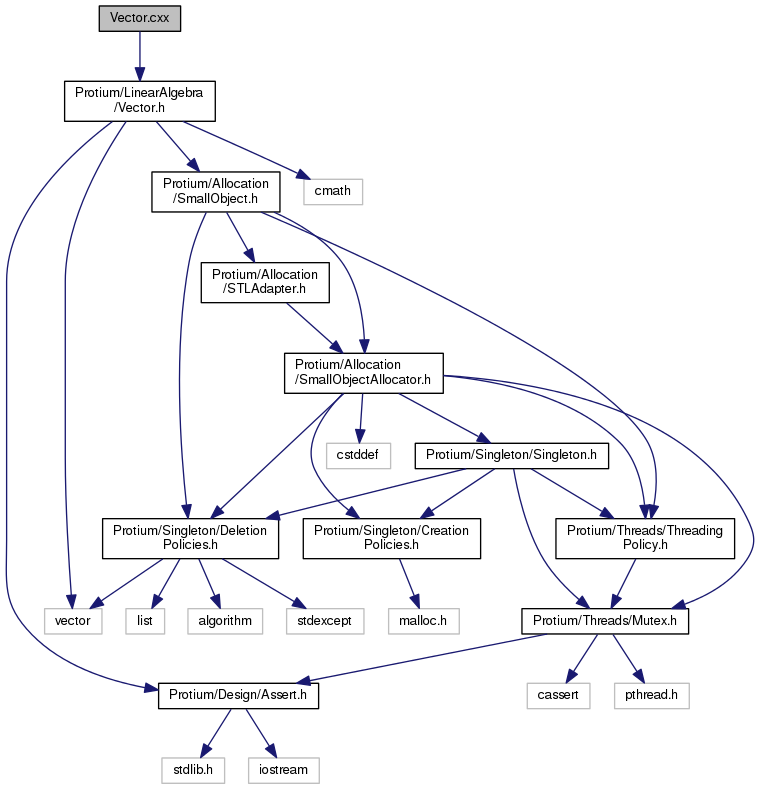 Vector.cxx
Protium/LinearAlgebra
/Vector.h
Protium/Allocation
/SmallObject.h
cmath
Protium/Allocation
/STLAdapter.h
Protium/Allocation
/SmallObjectAllocator.h
cstddef
Protium/Singleton/Singleton.h
Protium/Singleton/Deletion
Policies.h
Protium/Singleton/Creation
Policies.h
Protium/Threads/Threading
Policy.h
vector
list
algorithm
stdexcept
malloc.h
Protium/Threads/Mutex.h
Protium/Design/Assert.h
cassert
pthread.h
stdlib.h
iostream